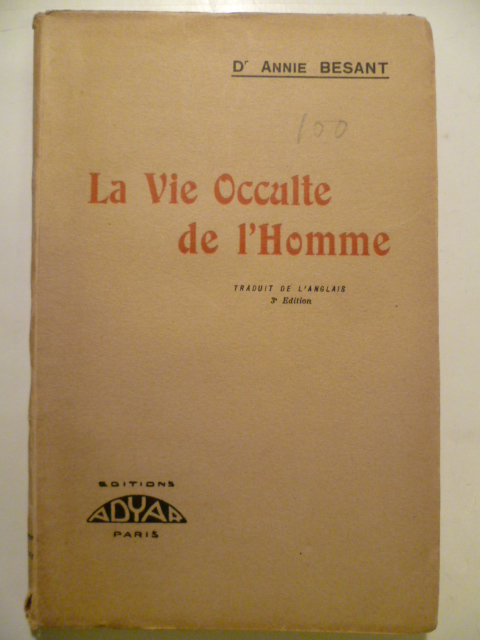 Dr ANNIE BESANT
100
La Vie Occulte
de l'Homme
TRADUIT DE L'ANGLAIS
3e Edition
EDITIONS
ADYAR
PARIS